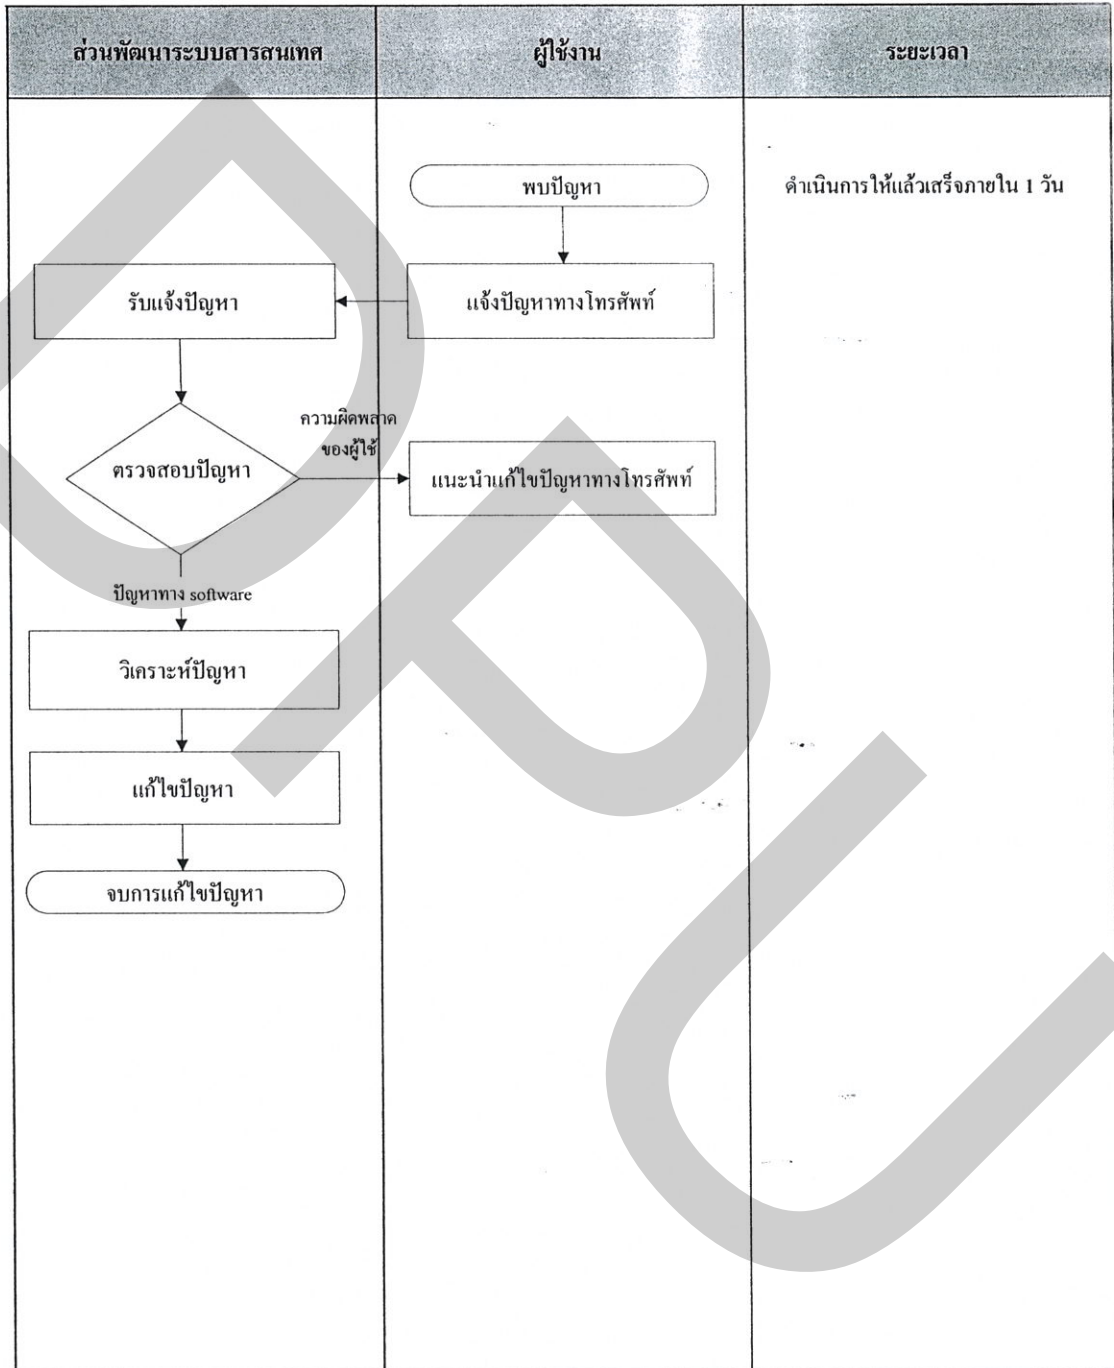 ส่วนพัฒนาระบบสารสนเทศ
ผู้ใช้งาน
ระยะเวลา
พบปัญหา
ดำเนินการให้แล้วเสร็จภายใน 1 วัน
รับแจ้งปัญหา
แจ้งปัญหาทางโทรศัพท์
ความผิดพลาด
ของผู้ใช้
ตรวจสอบปัญหา
แนะนำแก้ไขปัญหาทางโทรศัพท์
ปัญหาทาง software
วิเคราะห์ปัญหา
แก้ไขปัญหา
จบการแก้ไขปัญหา
DPU